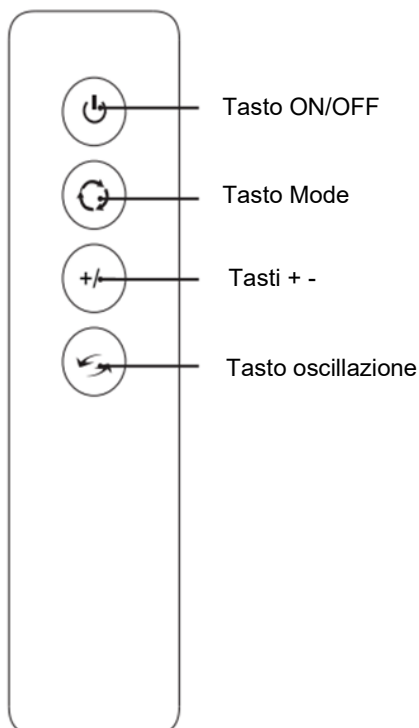 Tasto ON/OFF
Tasto Mode
+/-
Tasti + -
Tasto oscillazione